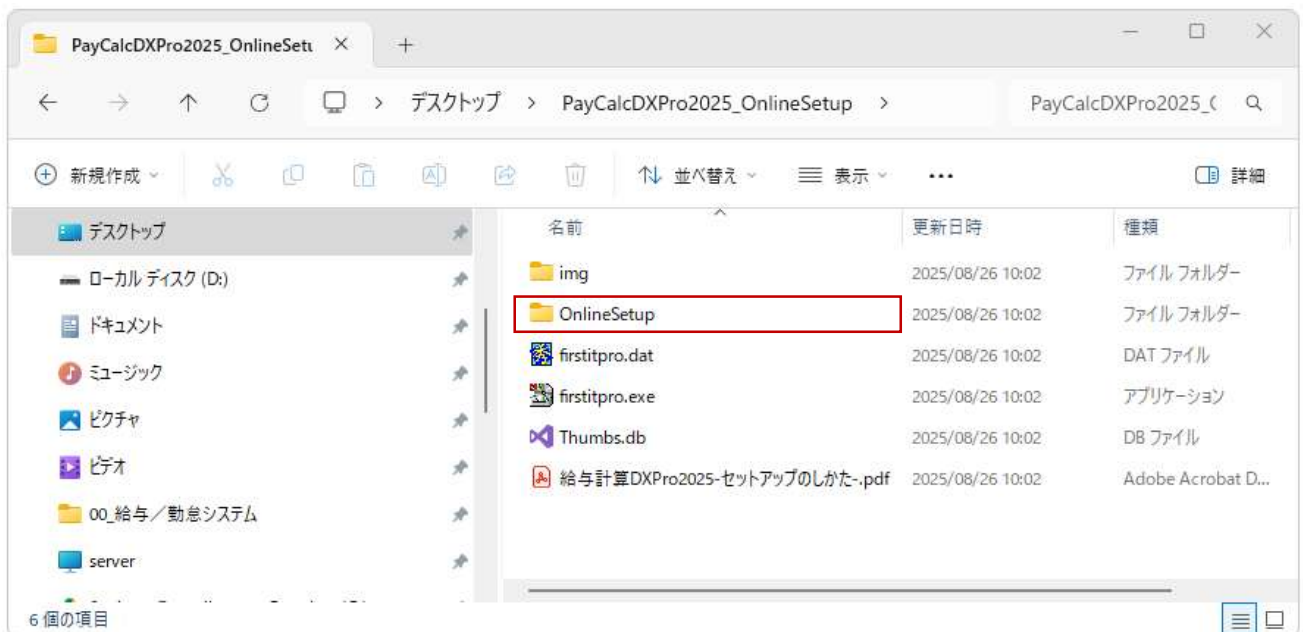 PayCalcDXPro2025_OnlineSetu
デスクトップ > PayCalcDXPro2025_OnlineSetup >
PayCalcDXPro2025_(
新規作成
並べ替え
表示
詳細
デスクトップ
ローカル ディスク (D:)
ドキュメント
ミュージック
ピクチャ
ビデオ
00_給与／勤怠システム
server
名前 更新日時 種類
img 2025/08/26 10:02 ファイル フォルダー
OnlineSetup 2025/08/26 10:02 ファイル フォルダー
firstitpro.dat 2025/08/26 10:02 DAT ファイル
firstitpro.exe 2025/08/26 10:02 アプリケーション
Thumbs.db 2025/08/26 10:02 DB ファイル
給与計算DXPro2025-セットアップのしかた-.pdf 2025/08/26 10:02 Adobe Acrobat D...
6 個の項目